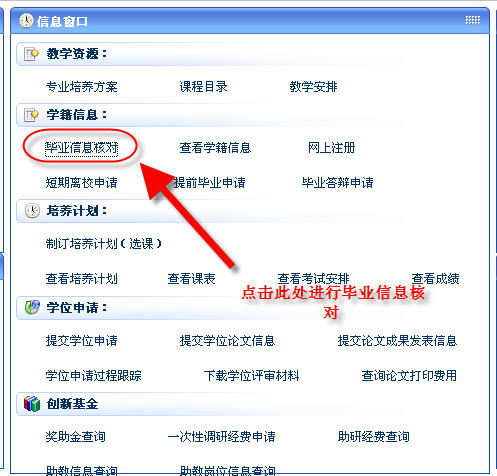 信息窗口
教学资源：
专业培养方案 课程目录 教学安排
学籍信息：
毕业信息核对 查看学籍信息 网上注册
短期离校申请 提前毕业申请 毕业答辩申请
培养计划：
制订培养计划（选课）
查看培养计划 查看课表 查看考试安排 查看成绩
点击此处进行毕业信息核
对
学位申请：
提交学位申请 提交学位论文信息 提交论文成果发表信息
学位申请过程跟踪 下载学位评审材料 查询论文打印费用
创新基金
奖助金查询 一次性调研经费申请 助研经费查询
助教信息查询 助教岗位信息查询